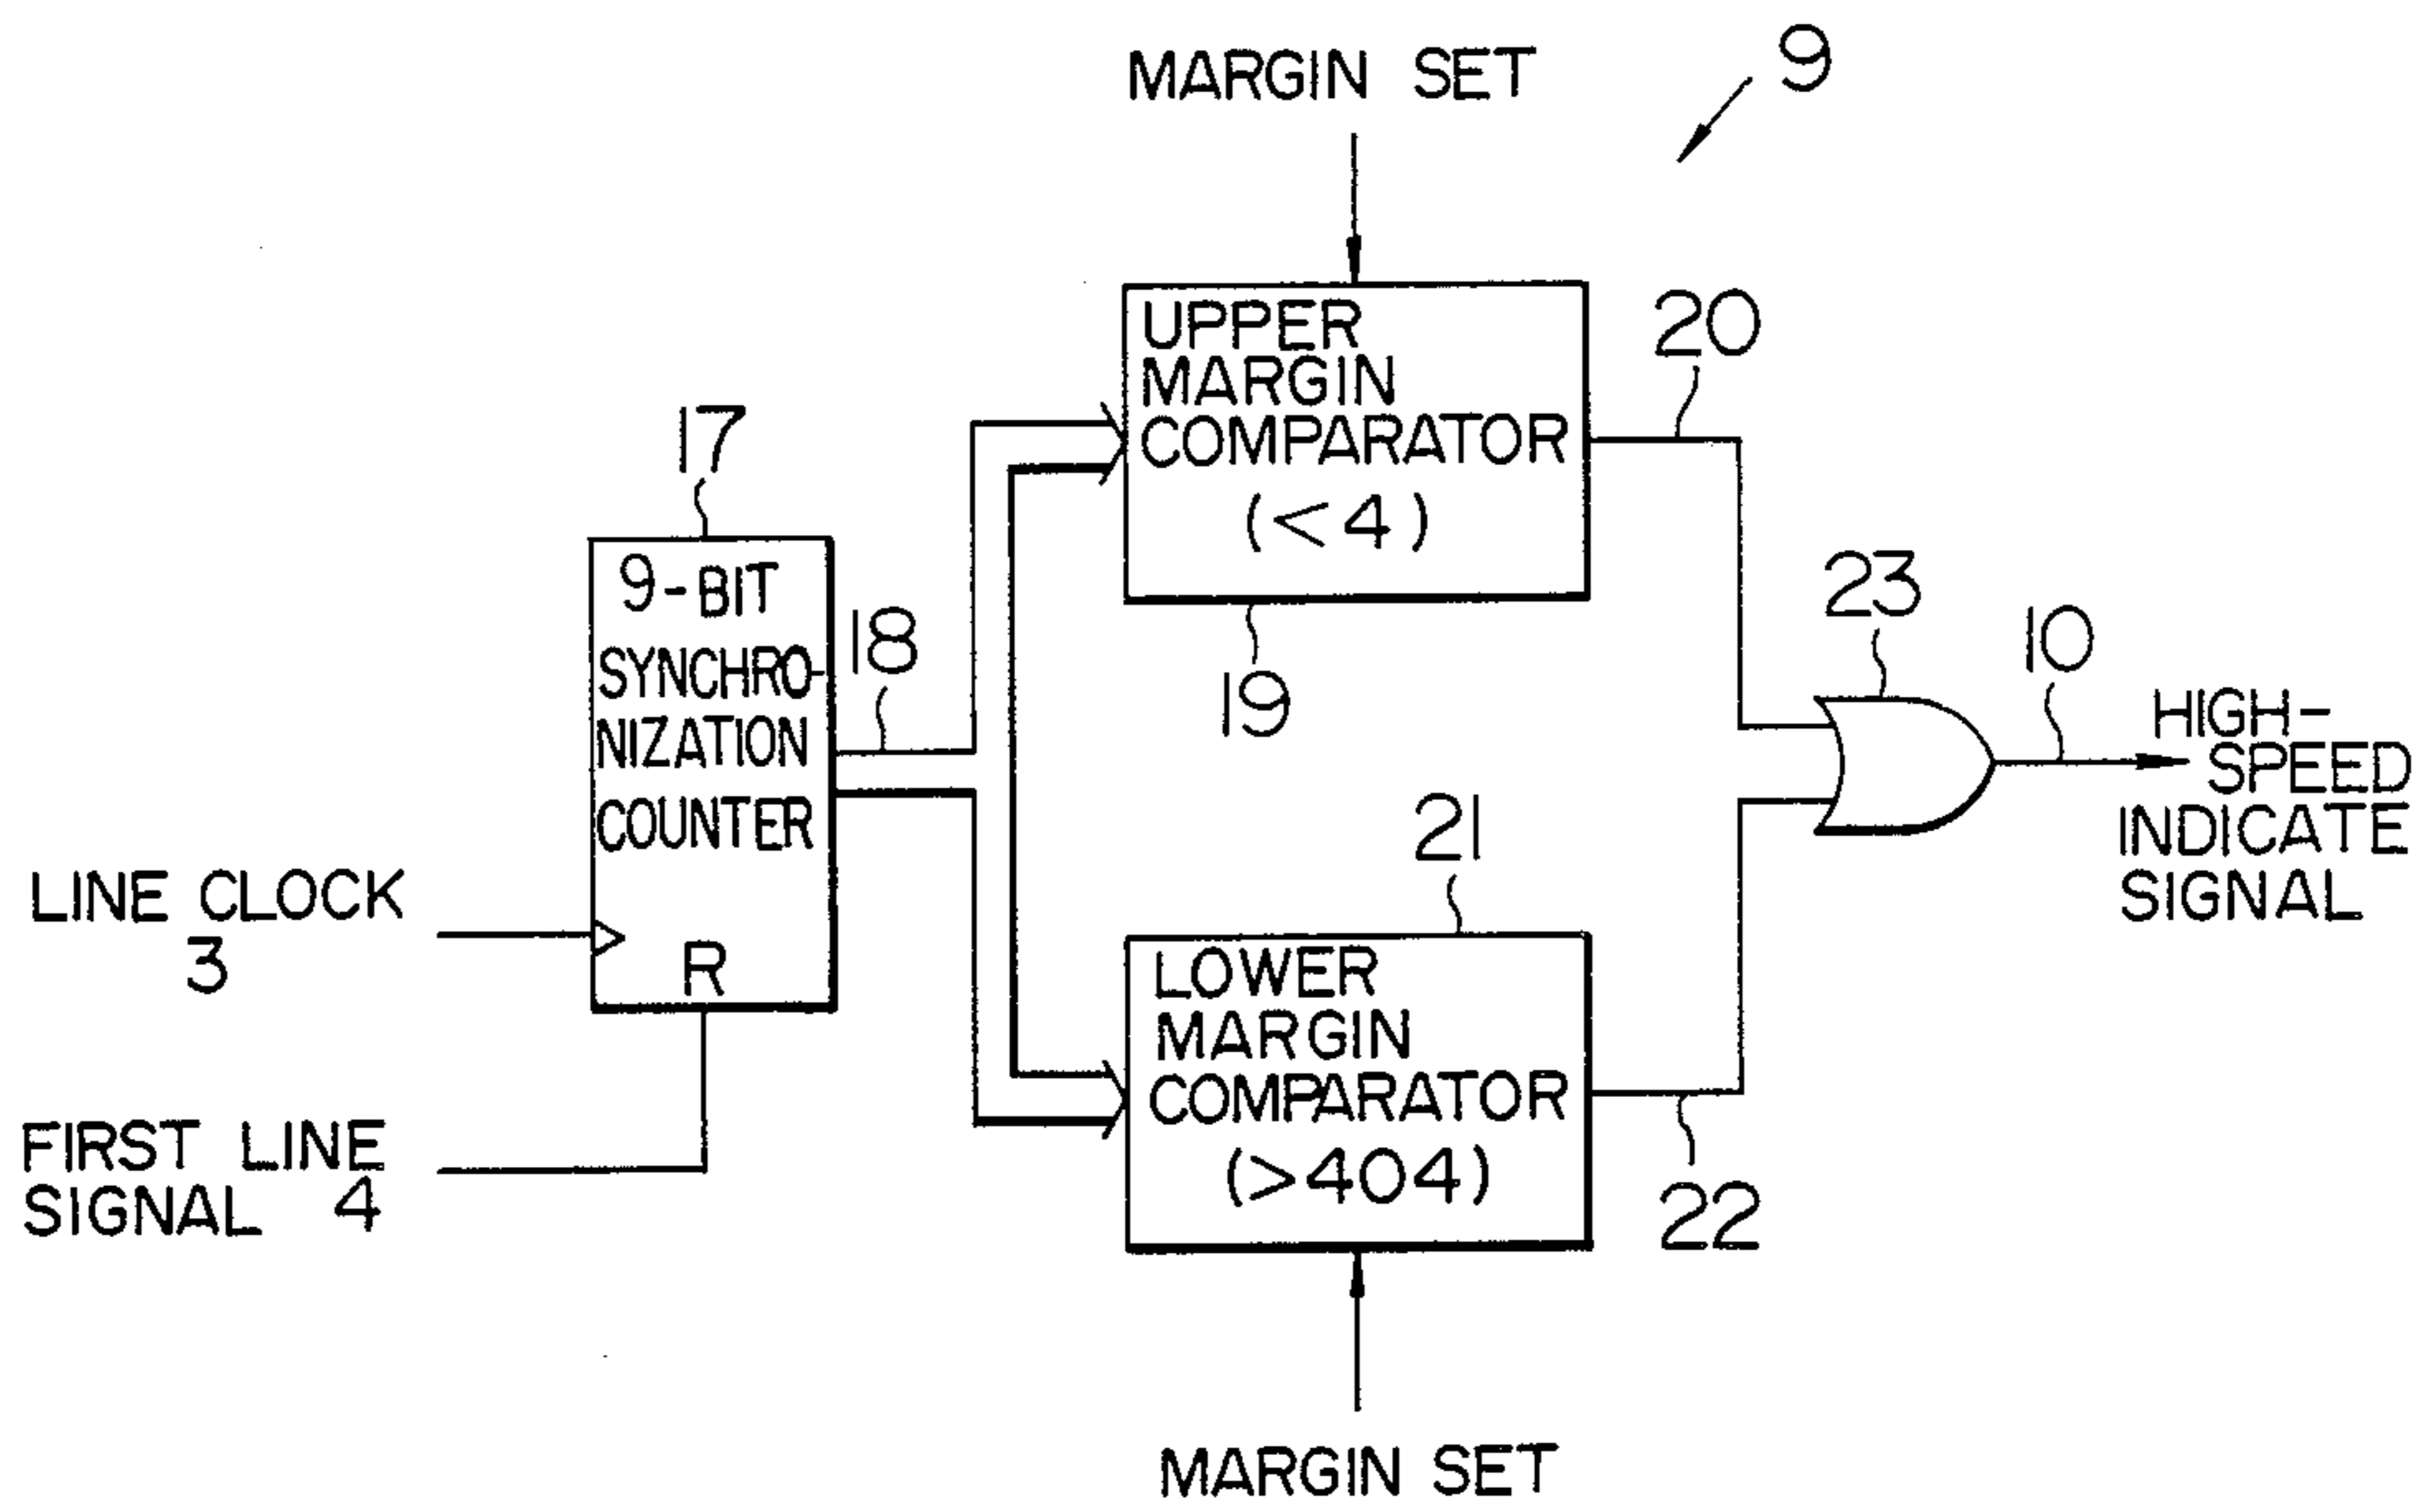 MARGIN SET
9
UPPER
MARGIN
COMPARATOR
(<4)
20
19
17
9-BIT
SYNCHRO-
NIZATION
COUNTER
R
18
LINE CLOCK
3
FIRST LINE
SIGNAL 4
21
LOWER
MARGIN
COMPARATOR
(>404)
22
MARGIN SET
23
10
HIGH-
SPEED
INDICATE
SIGNAL